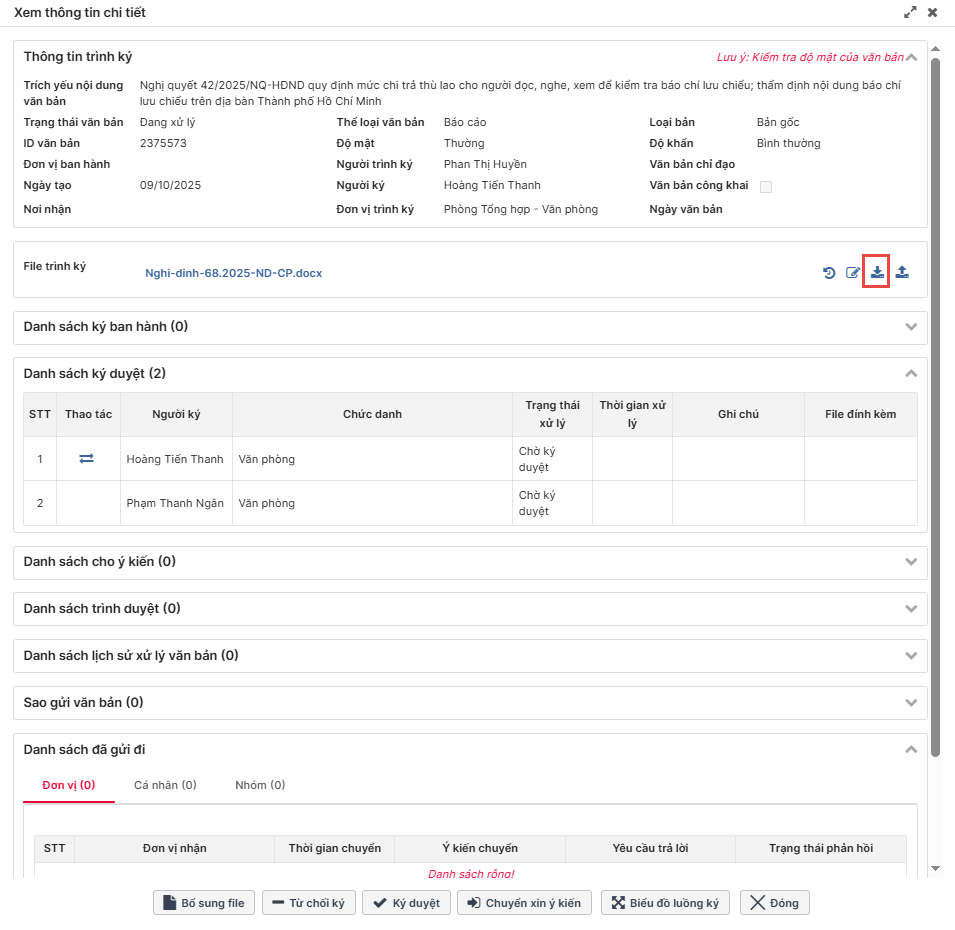 Xem thông tin chi tiết
Thông tin trình ký
Lưu ý: Kiểm tra độ mật của văn bản
Trích yếu nội dung văn bản
Nghị quyết 42/2025/NQ-HĐND quy định mức chi trả thù lao cho người đọc, nghe, xem để kiểm tra báo chí lưu chiểu; thẩm định nội dung báo chí
lưu chiểu trên địa bàn Thành phố Hồ Chí Minh
Trạng thái văn bản Đang xử lý Thể loại văn bản Báo cáo Loại bản Bản gốc
ID văn bản 2375573 Độ mật Thường Độ khẩn Bình thường
Đơn vị ban hành Người trình ký Phan Thị Huyền Văn bản chỉ đạo
Ngày tạo 09/10/2025 Người ký Hoàng Tiến Thanh Văn bản công khai
Nơi nhận Đơn vị trình ký Phòng Tổng hợp - Văn phòng Ngày văn bản
File trình ký
Nghi-dinh-68.2025-ND-CP.docx
Danh sách ký ban hành (0)
Danh sách ký duyệt (2)
STT Thao tác Người ký Chức danh Trạng thái xử lý Thời gian xử lý Ghi chú File đính kèm
1 Hoàng Tiến Thanh Văn phòng Chờ ký duyệt
2 Phạm Thanh Ngân Văn phòng Chờ ký duyệt
Danh sách cho ý kiến (0)
Danh sách trình duyệt (0)
Danh sách lịch sử xử lý văn bản (0)
Sao gửi văn bản (0)
Danh sách đã gửi đi
Đơn vị (0) Cá nhân (0) Nhóm (0)
STT Đơn vị nhận Thời gian chuyển Ý kiến chuyển Yêu cầu trả lời Trạng thái phản hồi
Danh sách rỗng!
Bổ sung file Từ chối ký Ký duyệt Chuyển xin ý kiến Biểu đồ luồng ký Đóng